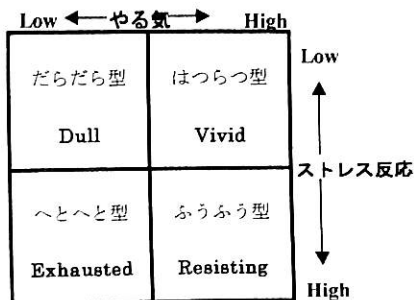 Low ←→ やる気 High
だらだら型 はつらつ型 Low
Dull Vivid
ストレス反応
へとへと型 ふうふう型
Exhausted Resisting
High